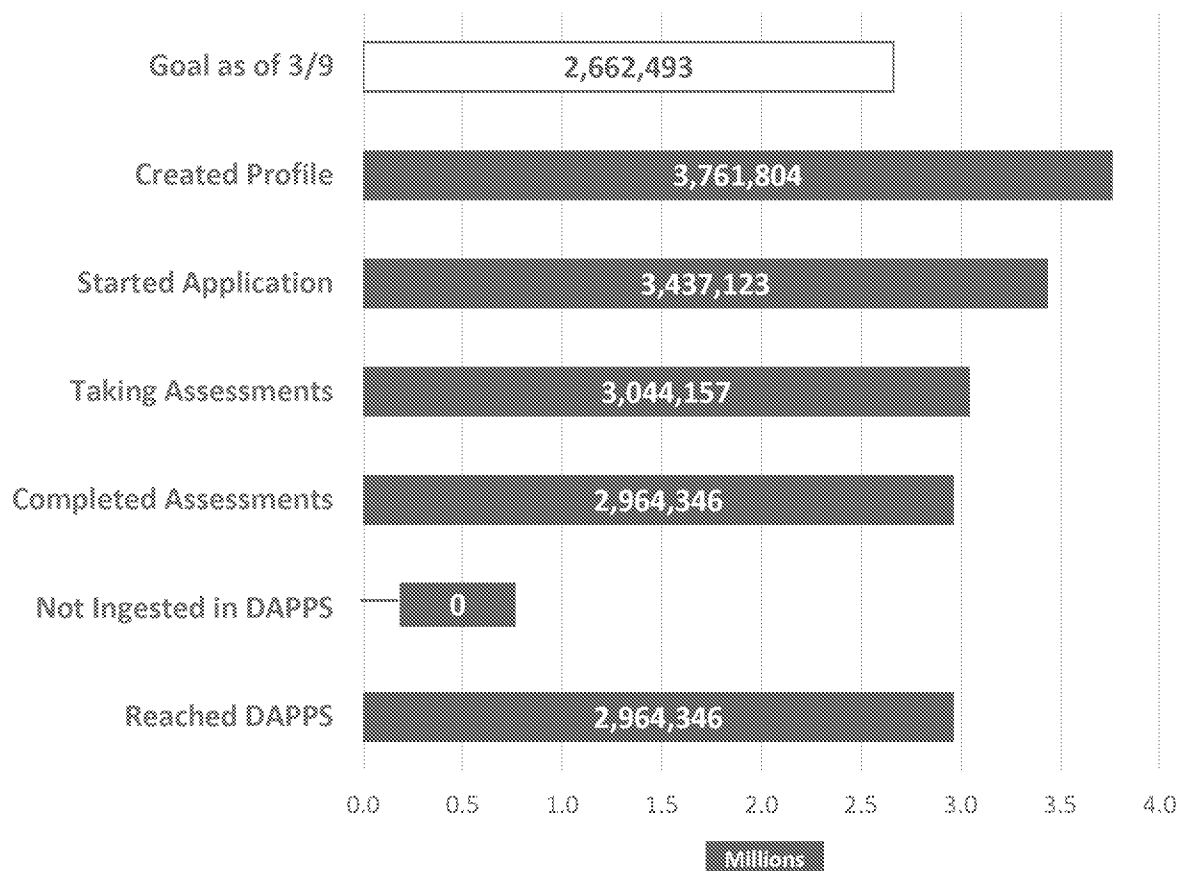 Goal as of 3/9
2,662,493
Created Profile
3,761,804
Started Application
3,437,123
Taking Assessments
3,044,157
Completed Assessments
2,964,346
Not Ingested in DAPPS
0
Reached DAPPS
2,964,346
0.0 0.5 1.0 1.5 2.0 2.5 3.0 3.5 4.0
Millions